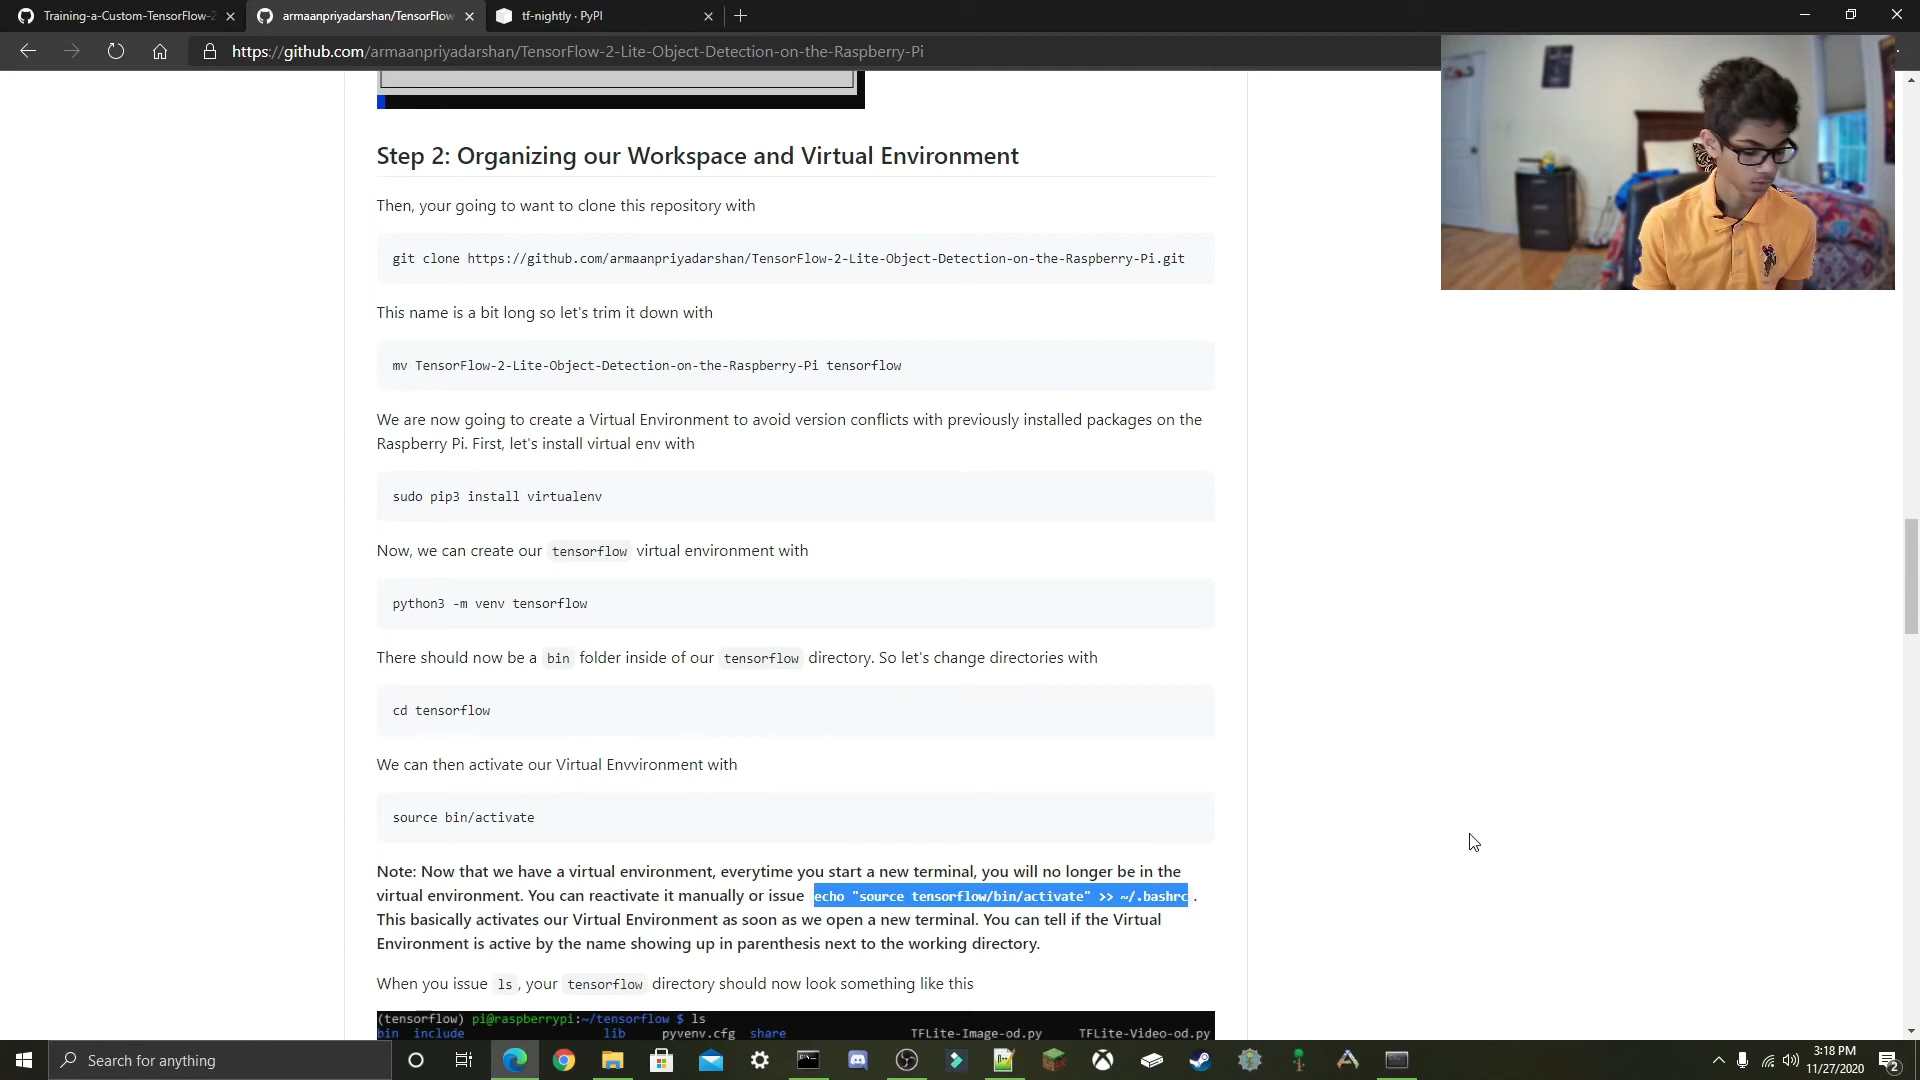 Training-a-Custom-TensorFlow-2
armaanpriyadarshan/TensorFlow
tf-nightly · PyPI
https://github.com/armaanpriyadarshan/TensorFlow-2-Lite-Object-Detection-on-the-Raspberry-Pi
Step 2: Organizing our Workspace and Virtual Environment
Then, your going to want to clone this repository with
git clone https://github.com/armaanpriyadarshan/TensorFlow-2-Lite-Object-Detection-on-the-Raspberry-Pi.git
This name is a bit long so let's trim it down with
mv TensorFlow-2-Lite-Object-Detection-on-the-Raspberry-Pi tensorflow
We are now going to create a Virtual Environment to avoid version conflicts with previously installed packages on the
Raspberry Pi. First, let's install virtual env with
sudo pip3 install virtualenv
Now, we can create our tensorflow virtual environment with
python3 -m venv tensorflow
There should now be a bin folder inside of our tensorflow directory. So let's change directories with
cd tensorflow
We can then activate our Virtual Envvironment with
source bin/activate
Note: Now that we have a virtual environment, everytime you start a new terminal, you will no longer be in the
virtual environment. You can reactivate it manually or issue echo "source tensorflow/bin/activate" >> ~/.bashrc .
This basically activates our Virtual Environment as soon as we open a new terminal. You can tell if the Virtual
Environment is active by the name showing up in parenthesis next to the working directory.
When you issue ls , your tensorflow directory should now look something like this
(tensorflow) pi@raspberrypi:~/tensorflow $ ls
bin include lib pyvenv.cfg share TFLite-Image-od.py TFLite-Video-od.py
Search for anything
3:18 PM
11/27/2020
2